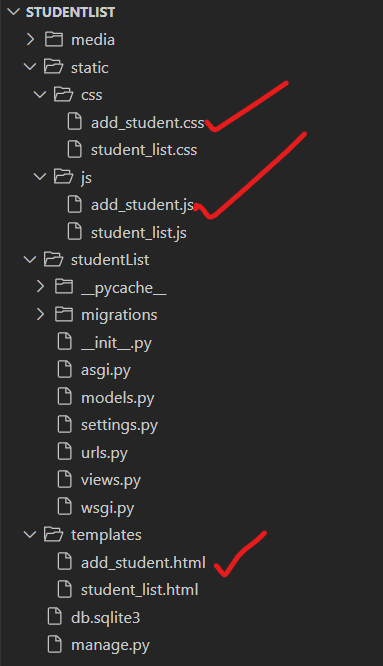 STUDENTLIST
media
static
css
add_student.css
student_list.css
js
add_student.js
student_list.js
studentList
__pycache__
migrations
__init__.py
asgi.py
models.py
settings.py
urls.py
views.py
wsgi.py
templates
add_student.html
student_list.html
db.sqlite3
manage.py